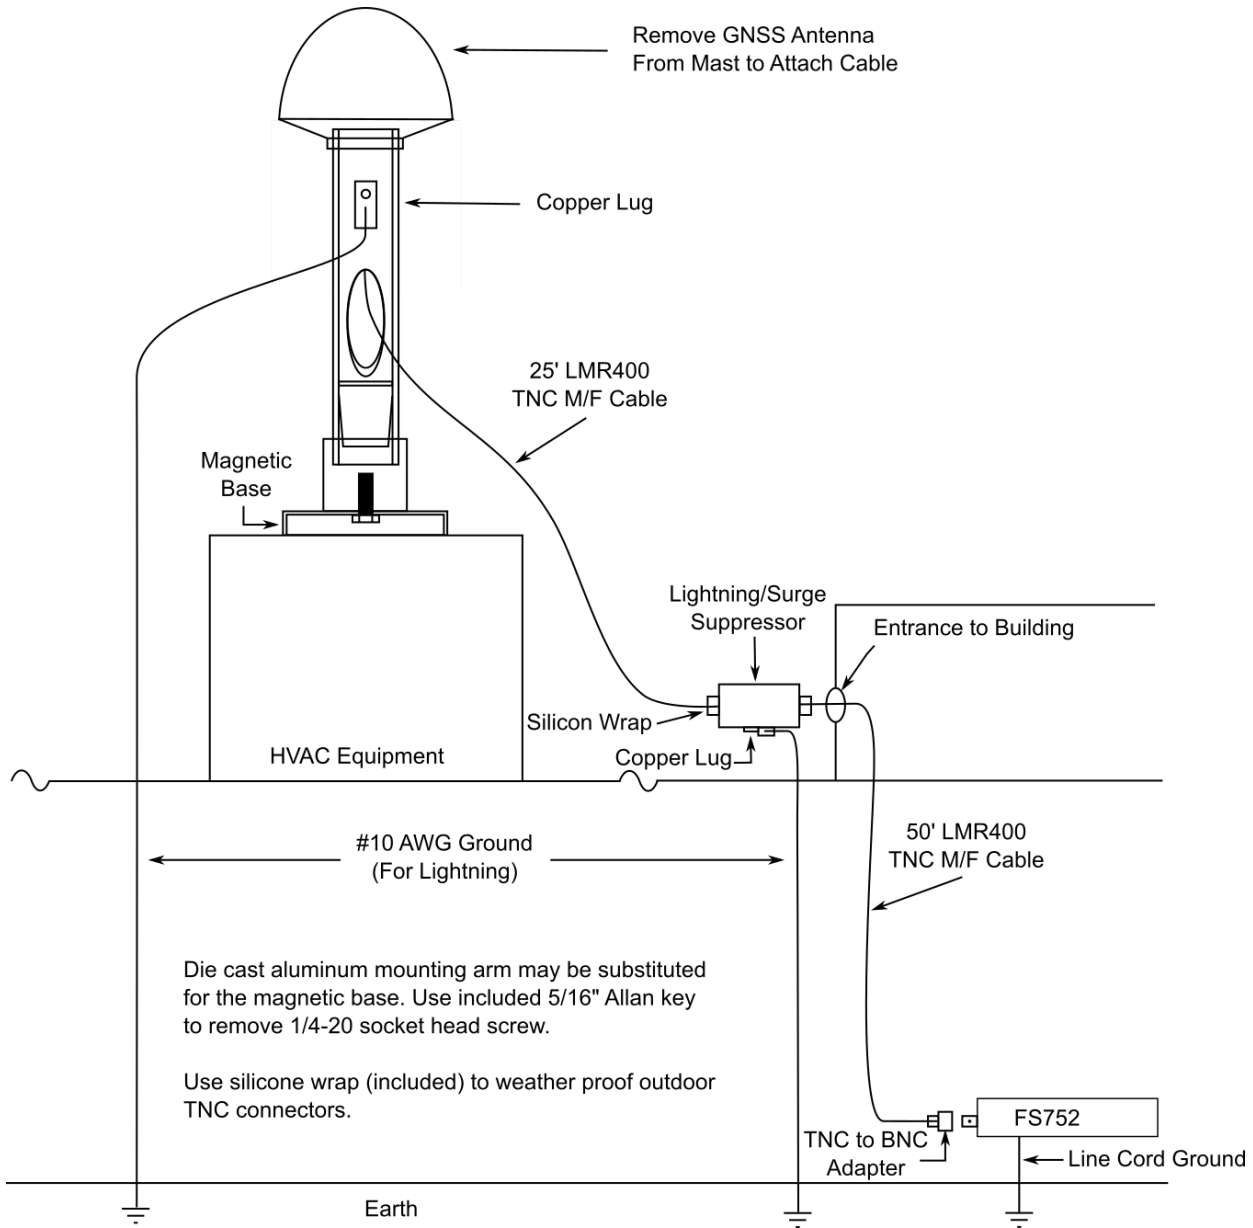 Remove GNSS Antenna
From Mast to Attach Cable
Copper Lug
25' LMR400
TNC M/F Cable
Magnetic
Base
Lightning/Surge
Suppressor
Entrance to Building
Silicon Wrap
Copper Lug
HVAC Equipment
#10 AWG Ground
(For Lightning)
50' LMR400
TNC M/F Cable
Die cast aluminum mounting arm may be substituted
for the magnetic base. Use included 5/16" Allan key
to remove 1/4-20 socket head screw.
Use silicone wrap (included) to weather proof outdoor
TNC connectors.
FS752
TNC to BNC
Adapter
Line Cord Ground
Earth